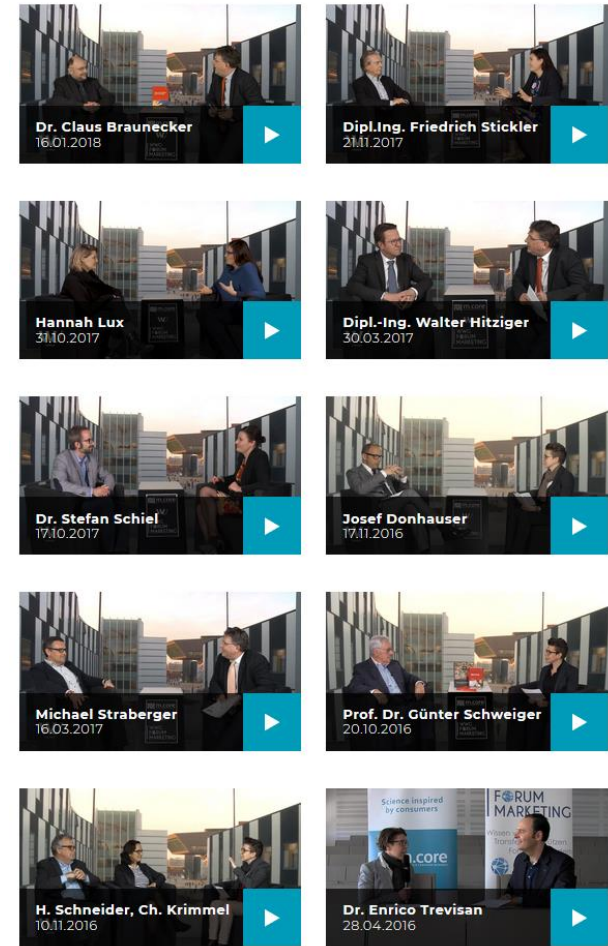 Dr. Claus Braunecker
16.01.2018
Dipl.Ing. Friedrich Stickler
21.11.2017
Hannah Lux
31.10.2017
Dipl.-Ing. Walter Hitziger
30.03.2017
Dr. Stefan Schiel
17.10.2017
Josef Donhauser
17.11.2016
Michael Straberger
16.03.2017
Prof. Dr. Günter Schweiger
20.10.2016
H. Schneider, Ch. Krimmel
10.11.2016
Science inspired
by consumers
FORUM
MARKETING
m.core
Dr. Enrico Trevisan
28.04.2016